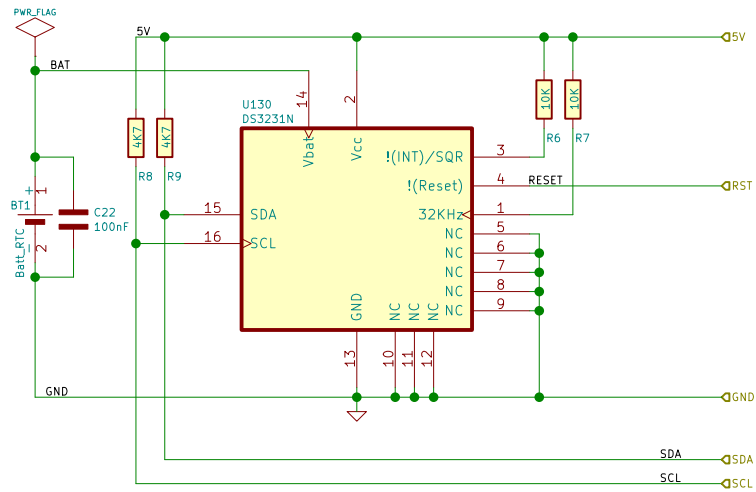 PWR_FLAG
5V
5V
BAT
14
2
10K
10K
U130
DS3231N
Vbat
Vcc
4K7
4K7
R6
R7
!(INT)/SQR
3
R8
R9
!(Reset)
4
RESET
RST
+
1
BT1
Batt_RTC
-
2
C22
100nF
15
SDA
32KHz
1
16
SCL
NC
5
NC
6
NC
7
NC
8
NC
9
GND
NC
NC
NC
13
10
11
12
GND
GND
SDA
SDA
SCL
SCL